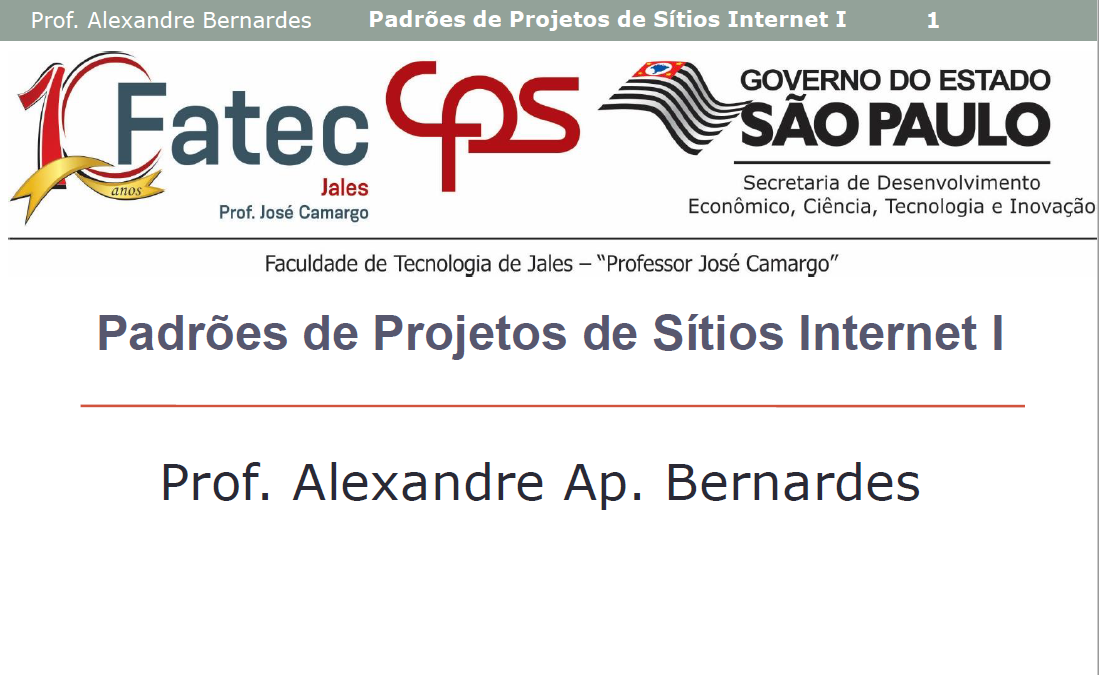 Prof. Alexandre Bernardes Padrões de Projetos de Sítios Internet I 1
10 Fatec
anos
Jales
Prof. José Camargo
cps
GOVERNO DO ESTADO
SÃO PAULO
Secretaria de Desenvolvimento
Econômico, Ciência, Tecnologia e Inovação
Faculdade de Tecnologia de Jales – “Professor José Camargo”
Padrões de Projetos de Sítios Internet I
Prof. Alexandre Ap. Bernardes